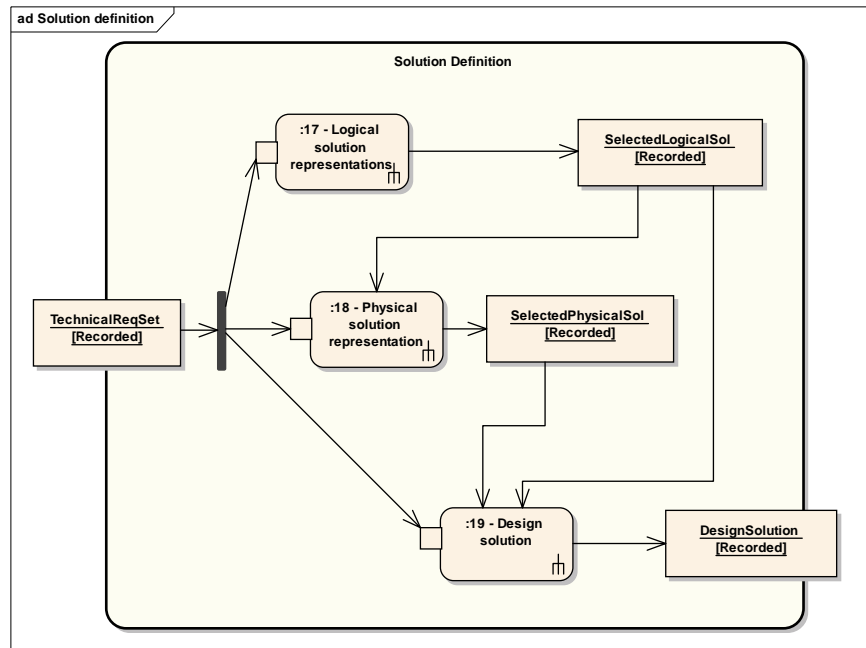 ad Solution definition
Solution Definition
:17 - Logical
solution
representations
SelectedLogicalSol
[Recorded]
TechnicalReqSet
[Recorded]
:18 - Physical
solution
representation
SelectedPhysicalSol
[Recorded]
:19 - Design
solution
DesignSolution
[Recorded]